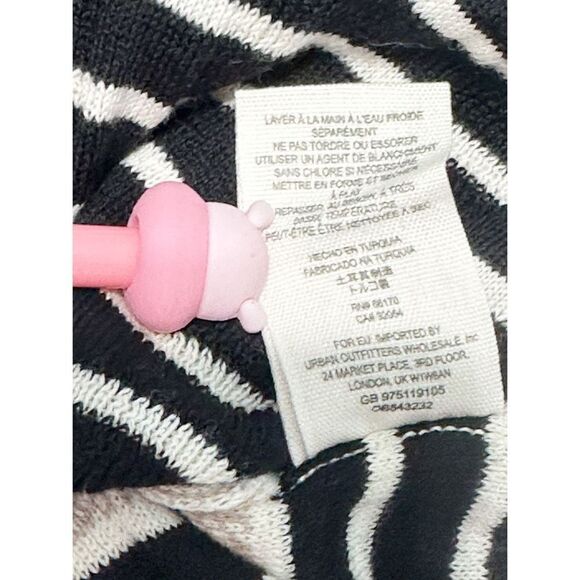 LAVER À LA MAIN À L'EAU FROIDE
SÉPARÉMENT
NE PAS TORDRE OU ESSORER
UTILISER UN AGENT DE BLANCHIMENT
SANS CHLORE SI NÉCESSAIRE
METTRE EN FORME ET SÉCHER
À PLAT
REPASSER AU BESOIN À TRÈS
BASSE TEMPÉRATURE
PEUT-ÊTRE ÊTRE NETTOYÉE À SEC
HECHO EN TURQUIA
FABRICADO NA TURQUIA
土耳其制造
トルコ製
RN# 66170
CA# 32054
FOR EU. IMPORTED BY
URBAN OUTFITTERS WHOLESALE, Inc
24 MARKET PLACE, 3RD FLOOR,
LONDON, UK W1W8AN
GB 975119105